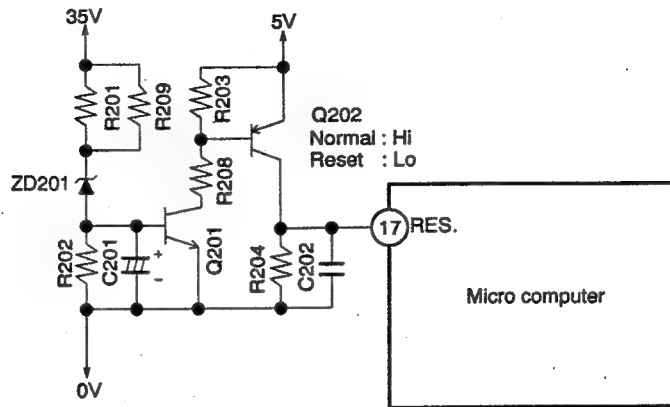 35V
5V
R201
R209
R203
Q202
Normal : Hi
Reset : Lo
ZD201
R208
17
RES.
R202
C201
+
-
Q201
R204
C202
Micro computer
0V